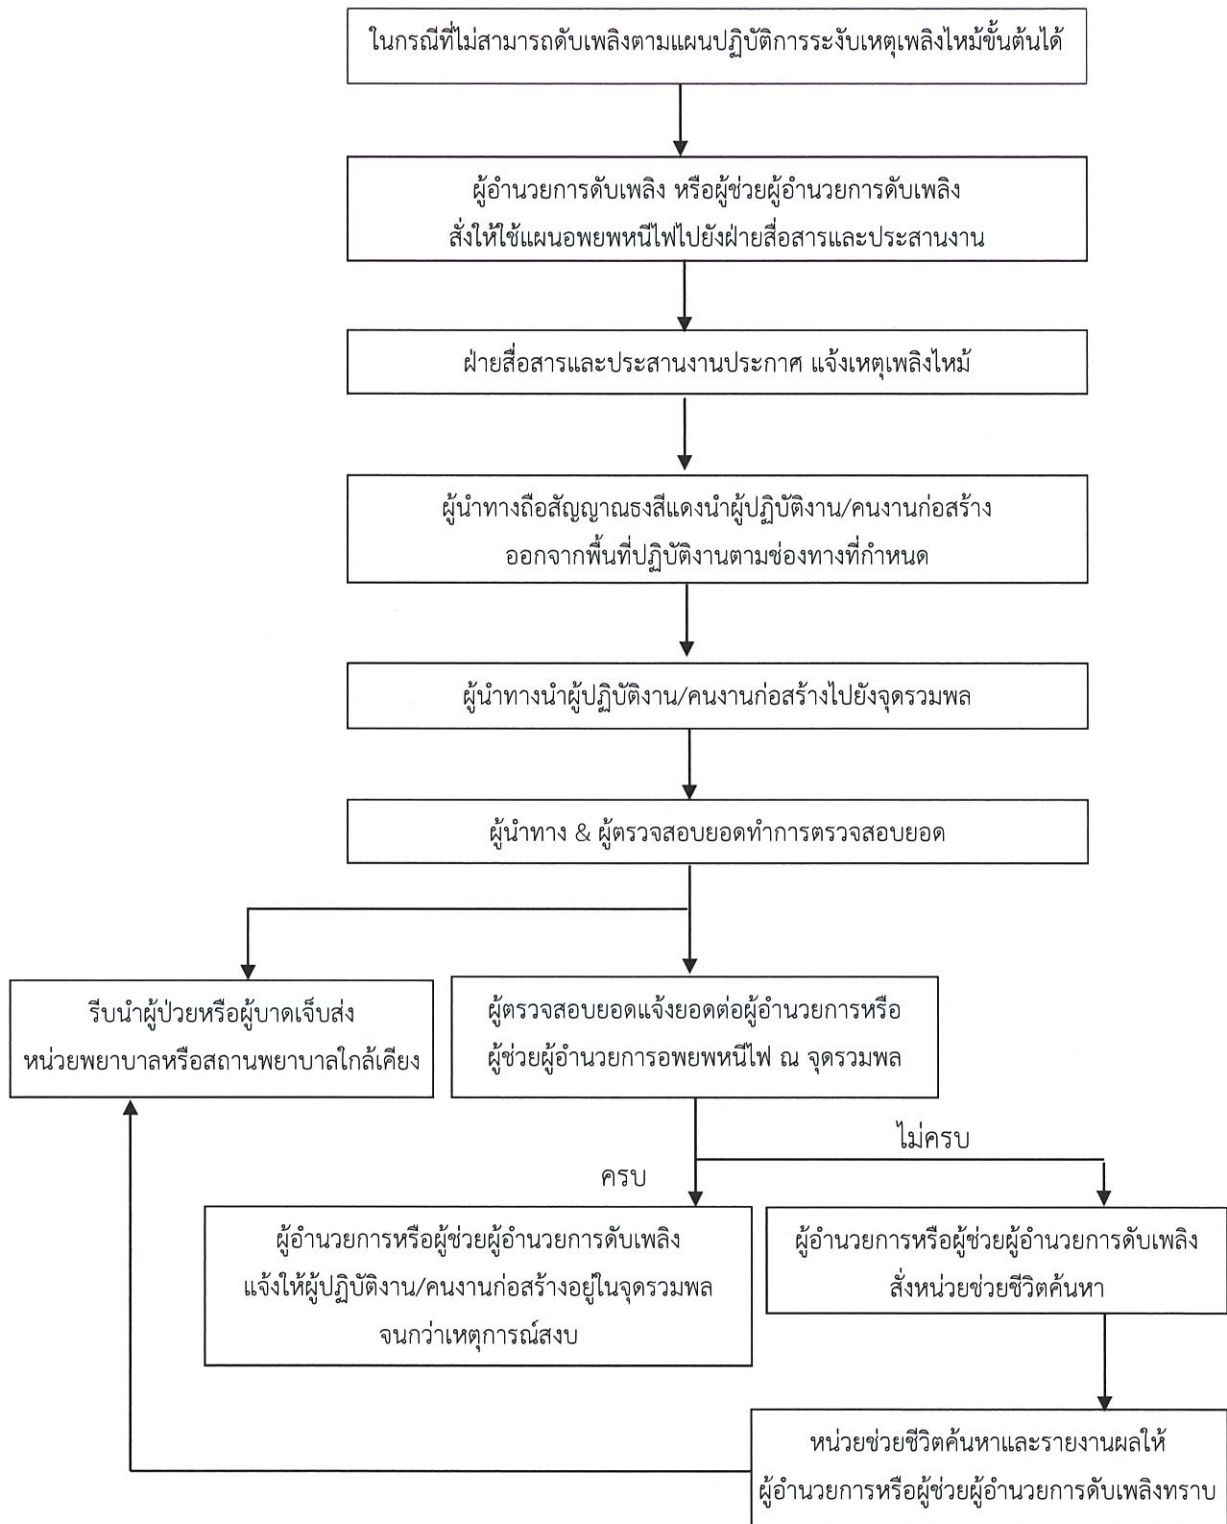 ในกรณีที่ไม่สามารถดับเพลิงตามแผนปฏิบัติการระงับเหตุเพลิงไหม้ขั้นต้นได้
ผู้อำนวยการดับเพลิง หรือผู้ช่วยผู้อำนวยการดับเพลิง
สั่งให้ใช้แผนอพยพหนีไฟไปยังฝ่ายสื่อสารและประสานงาน
ฝ่ายสื่อสารและประสานงานประกาศ แจ้งเหตุเพลิงไหม้
ผู้นำทางถือสัญญาณธงสีแดงนำผู้ปฏิบัติงาน/คนงานก่อสร้าง
ออกจากพื้นที่ปฏิบัติงานตามช่องทางที่กำหนด
ผู้นำทางนำผู้ปฏิบัติงาน/คนงานก่อสร้างไปยังจุดรวมพล
ผู้นำทาง & ผู้ตรวจสอบยอดทำการตรวจสอบยอด
รีบนำผู้ป่วยหรือผู้บาดเจ็บส่ง
หน่วยพยาบาลหรือสถานพยาบาลใกล้เคียง
ผู้ตรวจสอบยอดแจ้งยอดต่อผู้อำนวยการหรือ
ผู้ช่วยผู้อำนวยการอพยพหนีไฟ ณ จุดรวมพล
ไม่ครบ
ครบ
ผู้อำนวยการหรือผู้ช่วยผู้อำนวยการดับเพลิง
แจ้งให้ผู้ปฏิบัติงาน/คนงานก่อสร้างอยู่ในจุดรวมพล
จนกว่าเหตุการณ์สงบ
ผู้อำนวยการหรือผู้ช่วยผู้อำนวยการดับเพลิง
สั่งหน่วยช่วยชีวิตค้นหา
หน่วยช่วยชีวิตค้นหาและรายงานผลให้
ผู้อำนวยการหรือผู้ช่วยผู้อำนวยการดับเพลิงทราบ